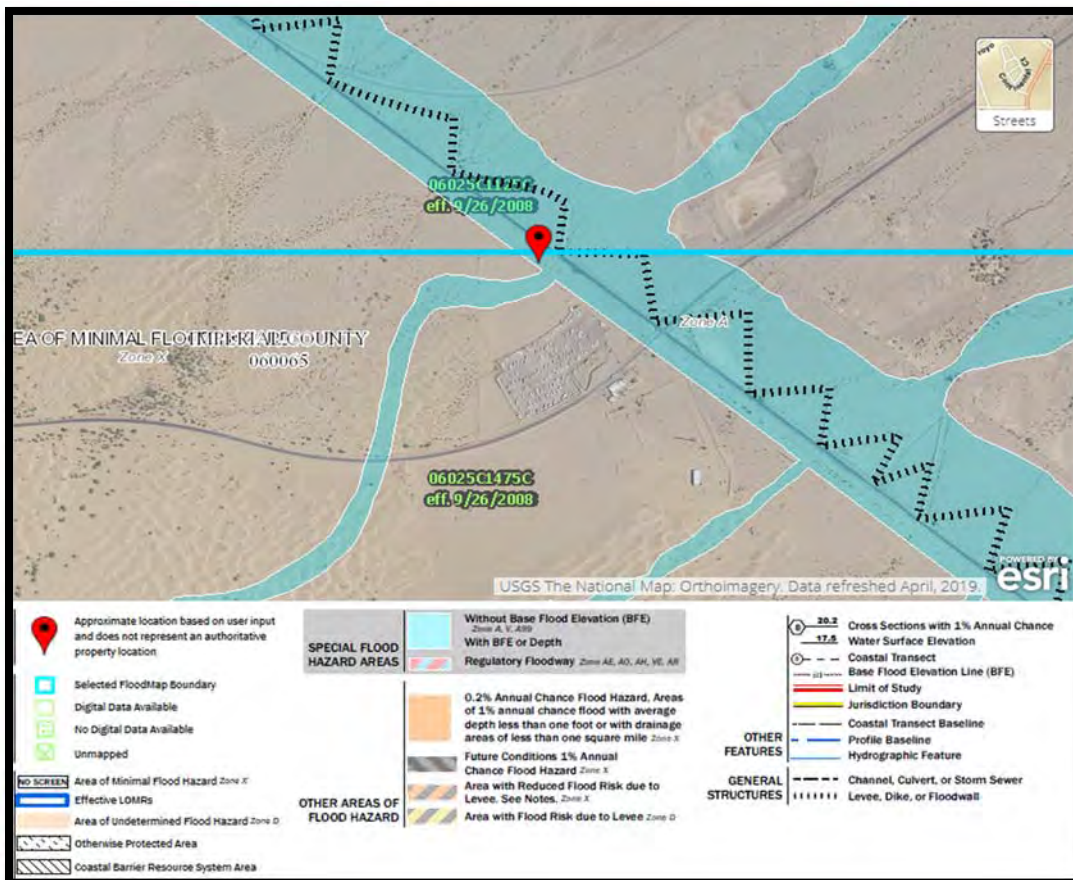 royo
Continental
Cr
Streets
06025C1125C
eff. 9/26/2008
Zone A
EA OF MINIMAL FLO
COUNTY
Zone X
060065
06025C1475C
eff. 9/26/2008
POWERED BY
esri
USGS The National Map: Orthoimagery. Data refreshed April, 2019.
Approximate location based on user input
and does not represent an authoritative
property location
Selected FloodMap Boundary
Digital Data Available
No Digital Data Available
Unmapped
NO SCREEN Area of Minimal Flood Hazard Zone X
Effective LOMRs
Area of Undetermined Flood Hazard Zone D
Otherwise Protected Area
Coastal Barrier Resource System Area
SPECIAL FLOOD
HAZARD AREAS
Without Base Flood Elevation (BFE)
Zone A, V, A99
With BFE or Depth
Regulatory Floodway Zone AE, AO, AH, VE, AR
OTHER AREAS OF
FLOOD HAZARD
0.2% Annual Chance Flood Hazard, Areas
of 1% annual chance flood with average
depth less than one foot or with drainage
areas of less than one square mile Zone X
Future Conditions 1% Annual
Chance Flood Hazard Zone X
Area with Reduced Flood Risk due to
Levee. See Notes. Zone X
Area with Flood Risk due to Levee Zone D
OTHER
FEATURES
B 20.2 Cross Sections with 1% Annual Chance
17.5 Water Surface Elevation
8 Coastal Transect
513 Base Flood Elevation Line (BFE)
Limit of Study
Jurisdiction Boundary
Coastal Transect Baseline
Profile Baseline
Hydrographic Feature
GENERAL
STRUCTURES
Channel, Culvert, or Storm Sewer
Levee, Dike, or Floodwall